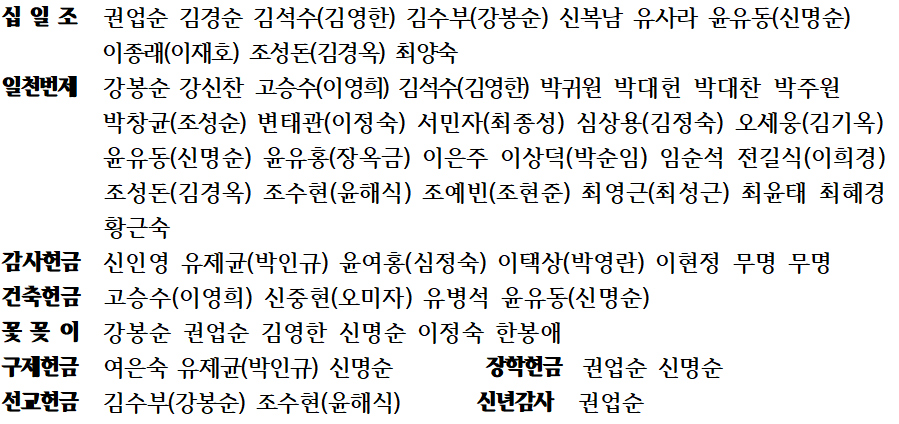 십 일 조 권업순 김경순 김석수(김영한) 김수부(강봉순) 신복남 유사라 윤유동(신명순)
이종래(이재호) 조성돈(김경옥) 최양숙
일천번제 강봉순 강신찬 고승수(이영희) 김석수(김영한) 박귀원 박대헌 박대찬 박주원
박창균(조성순) 변태관(이정숙) 서민자(최종성) 심상용(김정숙) 오세웅(김기옥)
윤유동(신명순) 윤유홍(장옥금) 이은주 이상덕(박순임) 임순석 전길식(이희경)
조성돈(김경옥) 조수현(윤해식) 조예빈(조현준) 최영근(최성근) 최윤태 최혜경
황근숙
감사헌금 신인영 유제균(박인규) 윤여홍(심정숙) 이택상(박영란) 이현정 무명 무명
건축헌금 고승수(이영희) 신중현(오미자) 유병석 윤유동(신명순)
꽃 꽂 이 강봉순 권업순 김영한 신명순 이정숙 한봉애
구제헌금 여은숙 유제균(박인규) 신명순 장학헌금 권업순 신명순
선교헌금 김수부(강봉순) 조수현(윤해식) 신년감사 권업순